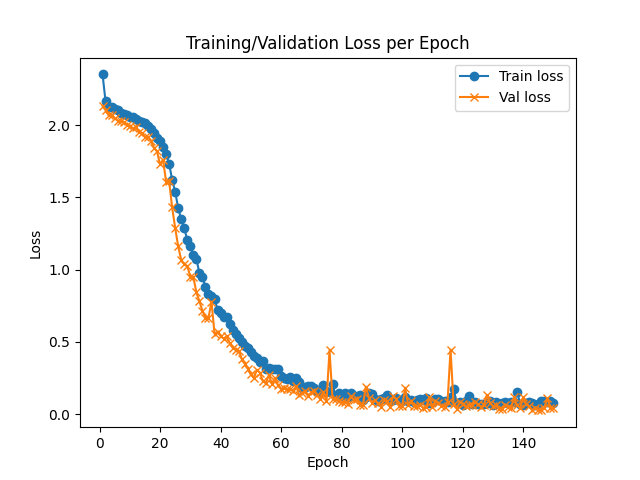 Training/Validation Loss per Epoch
Train loss
Val loss
Loss
2.0
1.5
1.0
0.5
0.0
0 20 40 60 80 100 120 140
Epoch